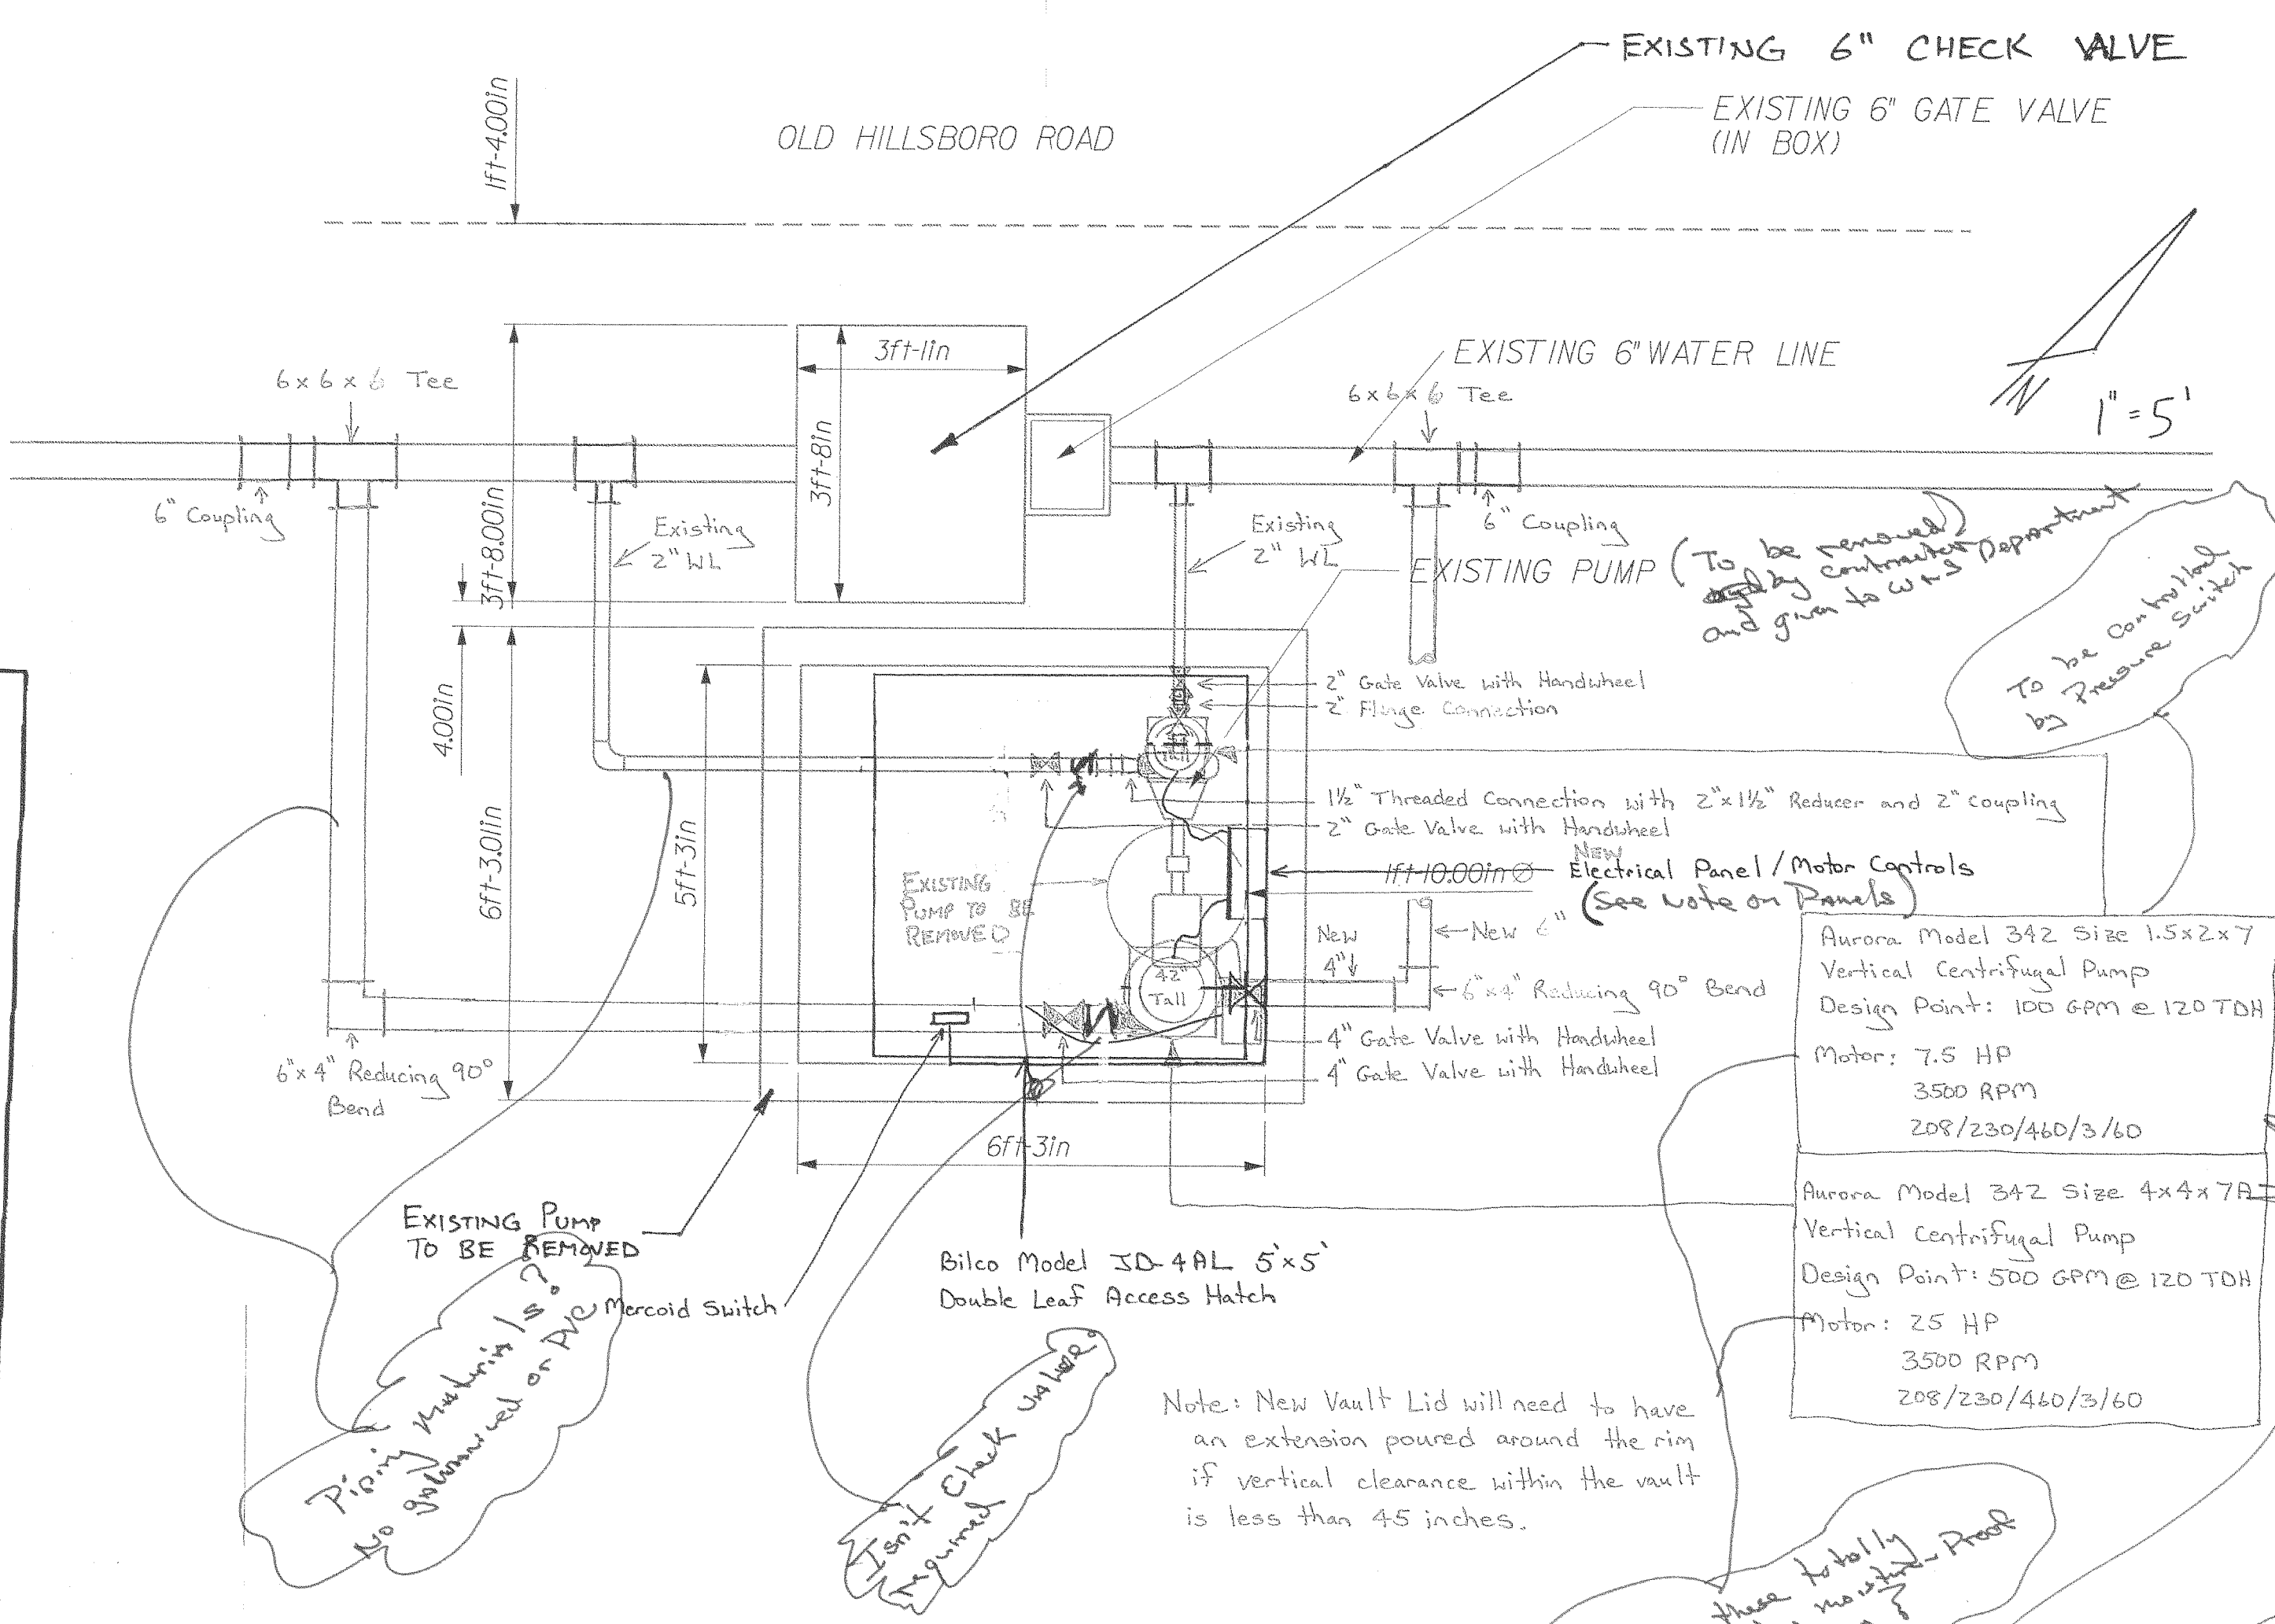 EXISTING 6" CHECK VALVE
EXISTING 6" GATE VALVE
(IN BOX)
OLD HILLSBORO ROAD
1ft-4.00in
EXISTING 6" WATER LINE
6x6x6 Tee
N
1" = 5'
6x6x6 Tee
3ft-1in
3ft-8in
3ft-8.00in
6" Coupling
Existing
2" WL
Existing
2" WL
6" Coupling
EXISTING PUMP
(To be removed)
by contractor
and given to W&S Department
To be controlled
by Pressure Switch
4.00in
6ft-3.01in
5ft-3in
2" Gate Valve with Handwheel
2" Flange Connection
Tall
1½" Threaded Connection with 2"x1½" Reducer and 2" Coupling
2" Gate Valve with Handwheel
1ft-10.00in Ø
NEW
Electrical Panel / Motor Controls
(See Note on Panels)
EXISTING
PUMP TO BE
REMOVED
New
4"
New 6"
6"x4" Reducing 90° Bend
42"
Tall
4" Gate Valve with Handwheel
4" Gate Valve with Handwheel
6"x4" Reducing 90°
Bend
6ft-3in
Aurora Model 342 Size 1.5x2x7
Vertical Centrifugal Pump
Design Point: 100 GPM @ 120 TDH
Motor: 7.5 HP
3500 RPM
208/230/460/3/60
Aurora Model 342 Size 4x4x7A
Vertical Centrifugal Pump
Design Point: 500 GPM @ 120 TDH
Motor: 25 HP
3500 RPM
208/230/460/3/60
EXISTING PUMP
TO BE REMOVED
Mercoid Switch
Bilco Model JD-4AL 5'x5'
Double Leaf Access Hatch
Piping materials?
No galvanized or PVC
Isn't Check valve
required
Note: New Vault Lid will need to have
an extension poured around the rim
if vertical clearance within the vault
is less than 45 inches.
these totally
moisture-Proof